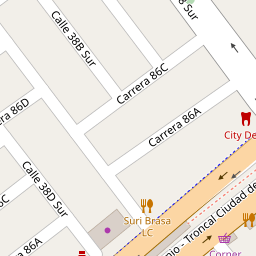 Calle 38B Sur
Sur
Carrera 86C
Carrera 86A
86D
City De
Calle 38D Sur
86C
Suri Brasa
LC
Troncal Ciudad de
86A
Corner